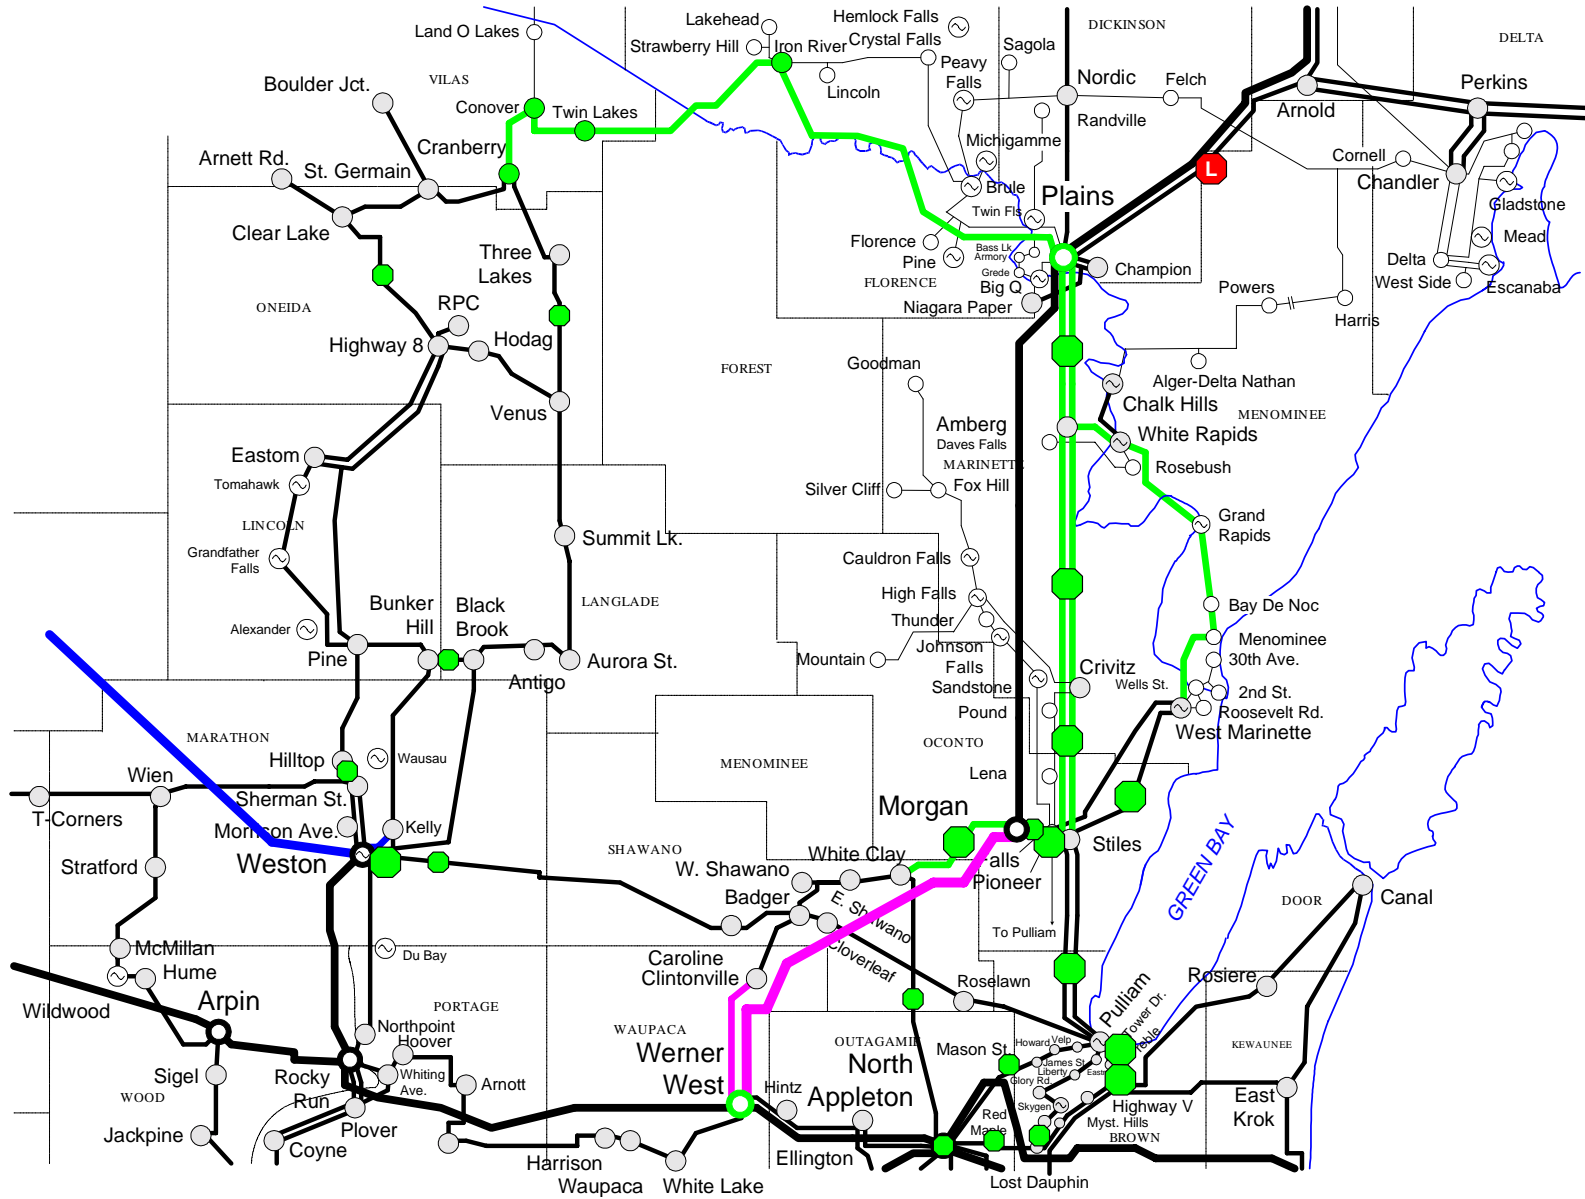 Land O Lakes
Lakehead
Strawberry Hill
Iron River
Hemlock Falls
Crystal Falls
Sagola
DICKINSON
DELTA
Boulder Jct.
VILAS
Conover
Twin Lakes
Lincoln
Peavy
Falls
Nordic
Felch
Perkins
Arnold
Randville
Cranberry
Michigamme
Cornell
Arnett Rd.
St. Germain
Brule
Plains
L
Chandler
Gladstone
Clear Lake
Twin Fls
Mead
Three
Lakes
Florence
Pine
Bass Lk.
Armory
Grede
Big Q
Champion
Delta
West Side
Escanaba
FLORENCE
Niagara Paper
Powers
Harris
ONEIDA
RPC
Highway 8
Hodag
FOREST
Goodman
Alger-Delta Nathan
Chalk Hills
MENOMINEE
Venus
Amberg
Daves Falls
White Rapids
MARINETTE
Rosebush
Eastom
Tomahawk
Silver Cliff
Fox Hill
LINCOLN
Grand
Rapids
Summit Lk.
Grandfather
Falls
Cauldron Falls
High Falls
Bunker
Hill
Black
Brook
LANGLADE
Thunder
Bay De Noc
Alexander
Pine
Johnson
Falls
Menominee
30th Ave.
Mountain
Aurora St.
Antigo
Sandstone
Crivitz
Wells St.
2nd St.
Roosevelt Rd.
Pound
West Marinette
MARATHON
OCONTO
Hilltop
Wausau
MENOMINEE
Lena
Wien
Sherman St.
Morgan
T-Corners
Morrison Ave.
Kelly
Stiles
GREEN BAY
Stratford
Weston
SHAWANO
White Clay
Falls
Pioneer
W. Shawano
Badger
E. Shawano
Canal
DOOR
To Pulliam
Cloverleaf
McMillan
Hume
Du Bay
Caroline
Clintonville
Roselawn
Rosiere
Wildwood
Arpin
PORTAGE
Pulliam
Tower Dr.
Northpoint
Hoover
WAUPACA
OUTAGAMIE
Howard
Velp
KEWAUNEE
Werner
West
North
Appleton
Mason St.
James St.
Liberty
Glory Rd.
Sigel
Rocky
Run
Whiting
Ave.
Arnott
Hintz
WOOD
Skygen
Highway V
East
Krok
Jackpine
Plover
Red
Maple
Myst. Hills
BROWN
Coyne
Harrison
Waupaca
White Lake
Ellington
Lost Dauphin